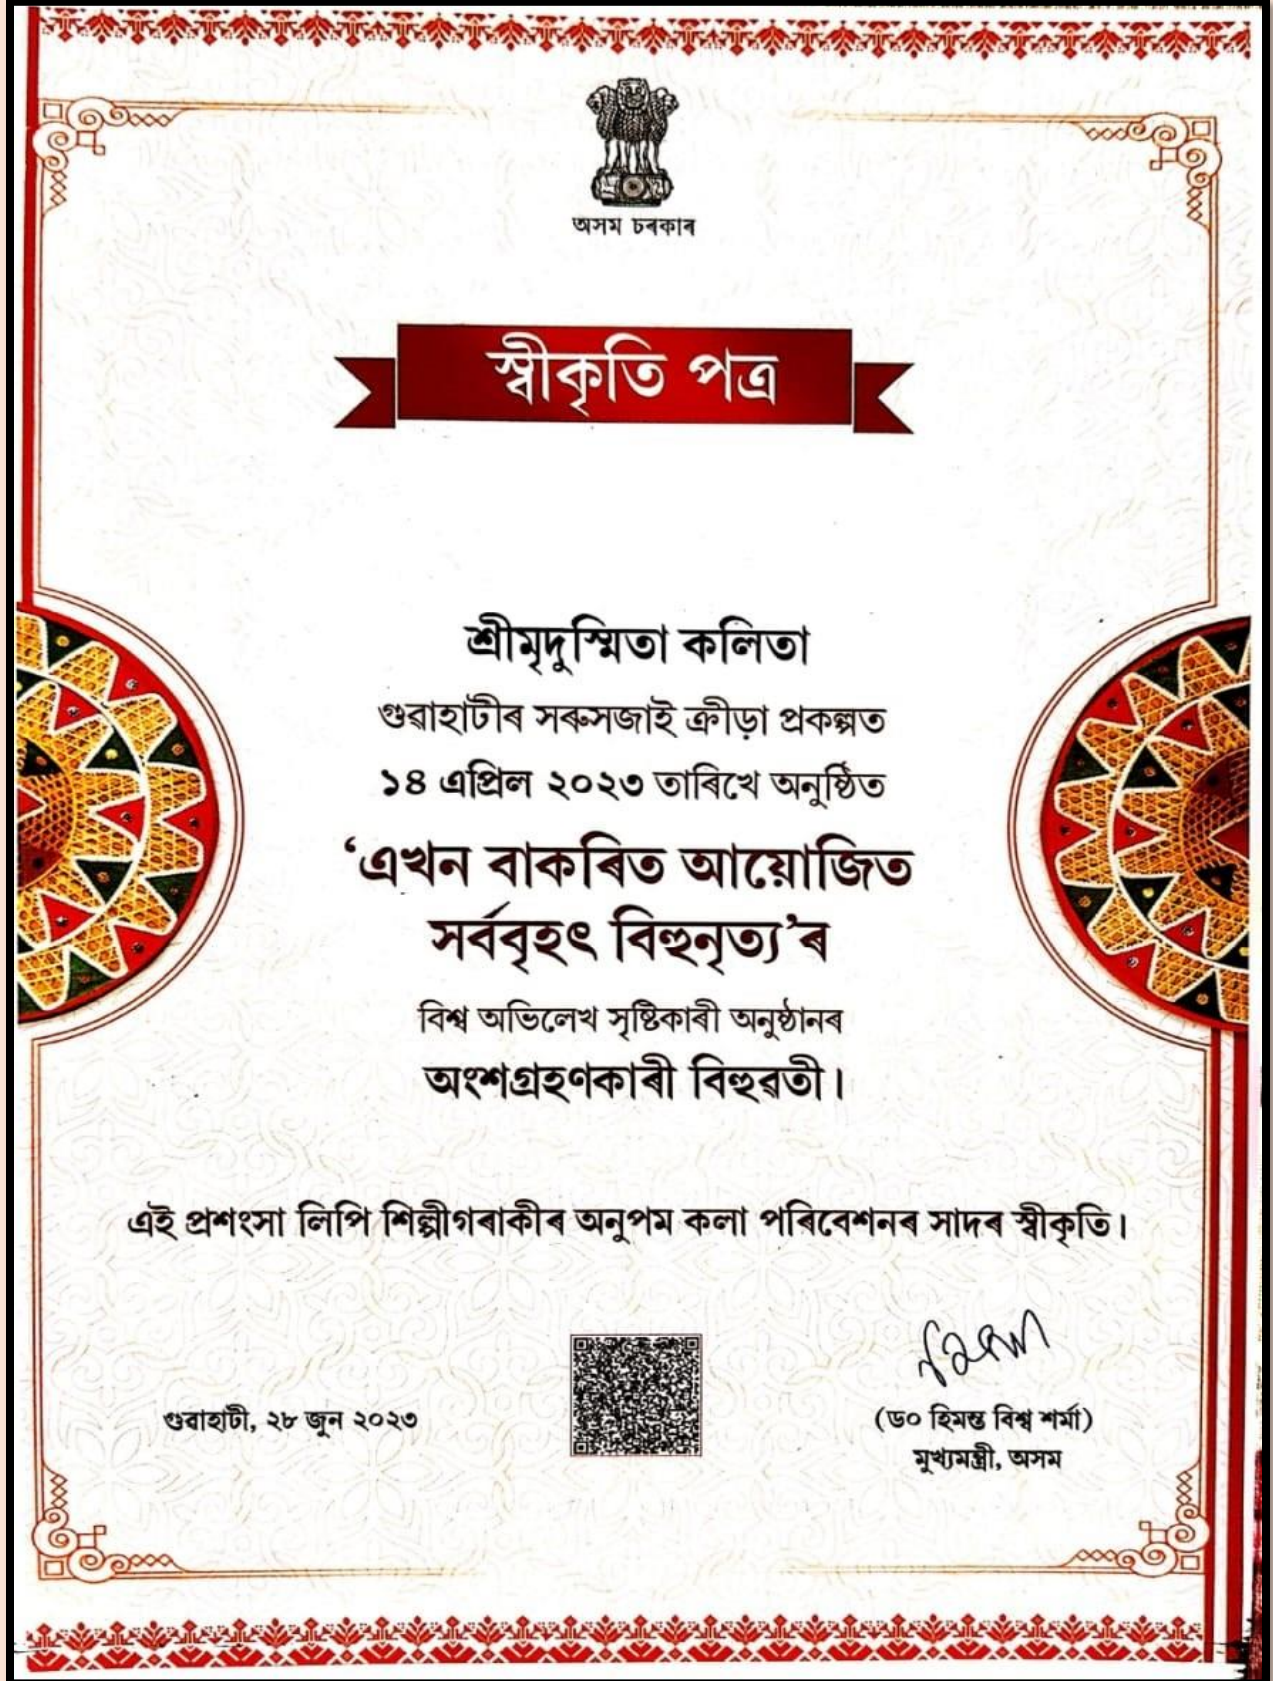 অসম চৰকাৰ
স্বীকৃতি পত্ৰ
শ্ৰীমৃদুস্মিতা কলিতা
গুৱাহাটীৰ সৰুসজাই ক্ৰীড়া প্ৰকল্পত
১৪ এপ্ৰিল ২০২৩ তাৰিখে অনুষ্ঠিত
‘এখন বাকৰিত আয়োজিত
সৰ্ববৃহৎ বিহুনৃত্য’ৰ
বিশ্ব অভিলেখ সৃষ্টিকাৰী অনুষ্ঠানৰ
অংশগ্ৰহণকাৰী বিহুৱতী।
এই প্ৰশংসা লিপি শিল্পীগৰাকীৰ অনুপম কলা পৰিবেশনৰ সাদৰ স্বীকৃতি।
গুৱাহাটী, ২৮ জুন ২০২৩
(ড০ হিমন্ত বিশ্ব শৰ্মা)
মুখ্যমন্ত্ৰী, অসম